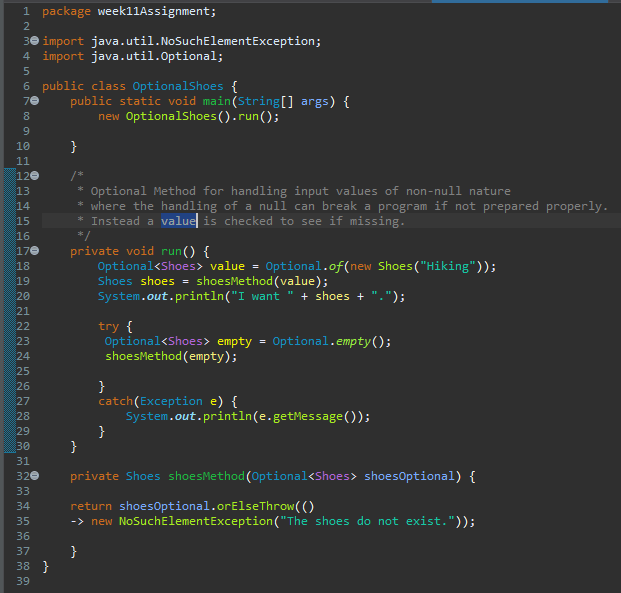 1 package week11Assignment;
2
3 import java.util.NoSuchElementException;
4 import java.util.Optional;
5
6 public class OptionalShoes {
7     public static void main(String[] args) {
8         new OptionalShoes().run();
9
10     }
11
12     /*
13      * Optional Method for handling input values of non-null nature
14      * where the handling of a null can break a program if not prepared properly.
15      * Instead a value is checked to see if missing.
16      */
17     private void run() {
18         Optional<Shoes> value = Optional.of(new Shoes("Hiking"));
19         Shoes shoes = shoesMethod(value);
20         System.out.println("I want " + shoes + ".");
21
22         try {
23          Optional<Shoes> empty = Optional.empty();
24          shoesMethod(empty);
25
26         }
27         catch(Exception e) {
28             System.out.println(e.getMessage());
29         }
30     }
31
32     private Shoes shoesMethod(Optional<Shoes> shoesOptional) {
33
34     return shoesOptional.orElseThrow(()
35     -> new NoSuchElementException("The shoes do not exist."));
36
37     }
38 }
39